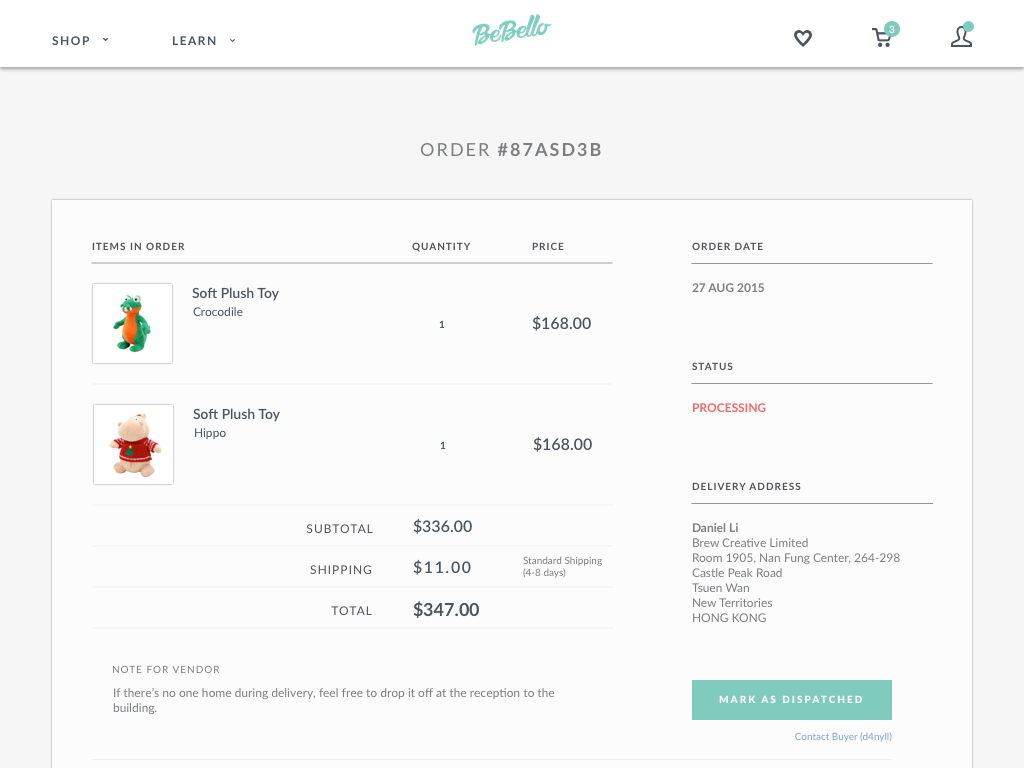 SHOP
LEARN
BeBello
3
ORDER #87ASD3B
ITEMS IN ORDER
QUANTITY
PRICE
Soft Plush Toy
Crocodile
1
$168.00
Soft Plush Toy
Hippo
1
$168.00
SUBTOTAL
$336.00
SHIPPING
$11.00
Standard Shipping
(4-8 days)
TOTAL
$347.00
NOTE FOR VENDOR
If there's no one home during delivery, feel free to drop it off at the reception to the
building.
ORDER DATE
27 AUG 2015
STATUS
PROCESSING
DELIVERY ADDRESS
Daniel Li
Brew Creative Limited
Room 1905, Nan Fung Center, 264-298
Castle Peak Road
Tsuen Wan
New Territories
HONG KONG
MARK AS DISPATCHED
Contact Buyer (d4nyll)